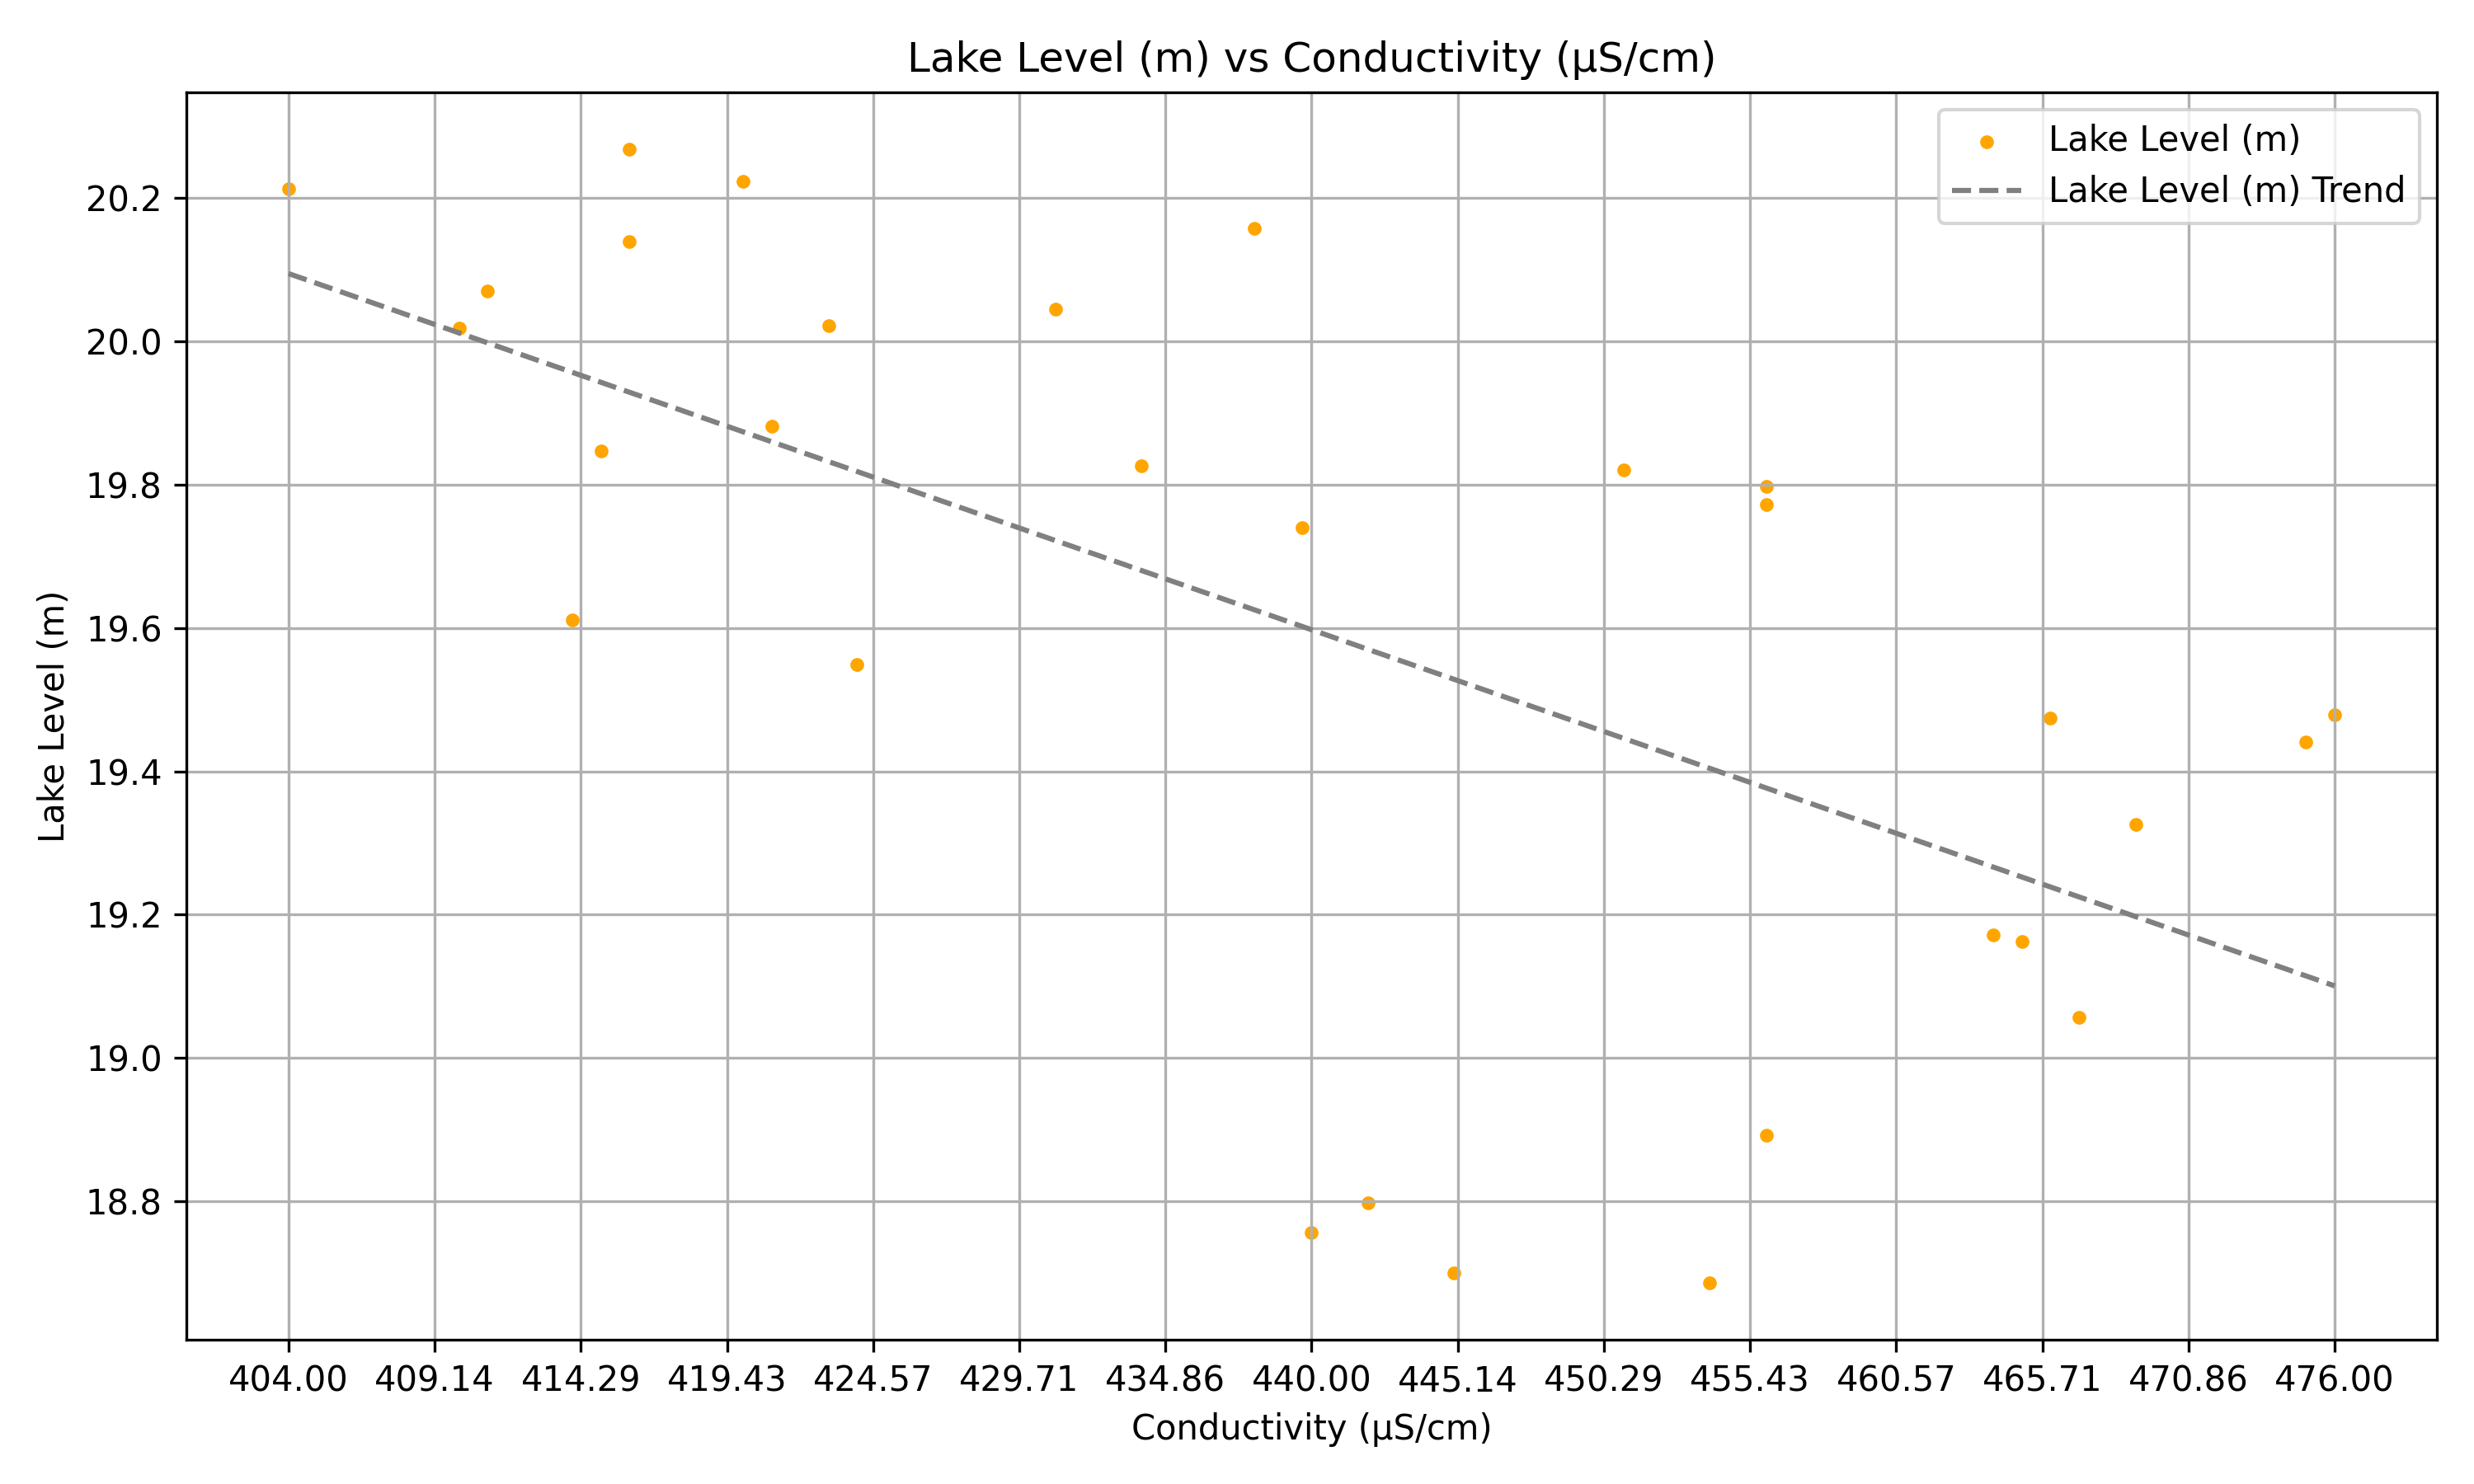 Lake Level (m) vs Conductivity (µS/cm)
Lake Level (m)
Lake Level (m) Trend
20.2
20.0
19.8
19.6
19.4
19.2
19.0
18.8
Lake Level (m)
404.00 409.14 414.29 419.43 424.57 429.71 434.86 440.00 445.14 450.29 455.43 460.57 465.71 470.86 476.00
Conductivity (µS/cm)